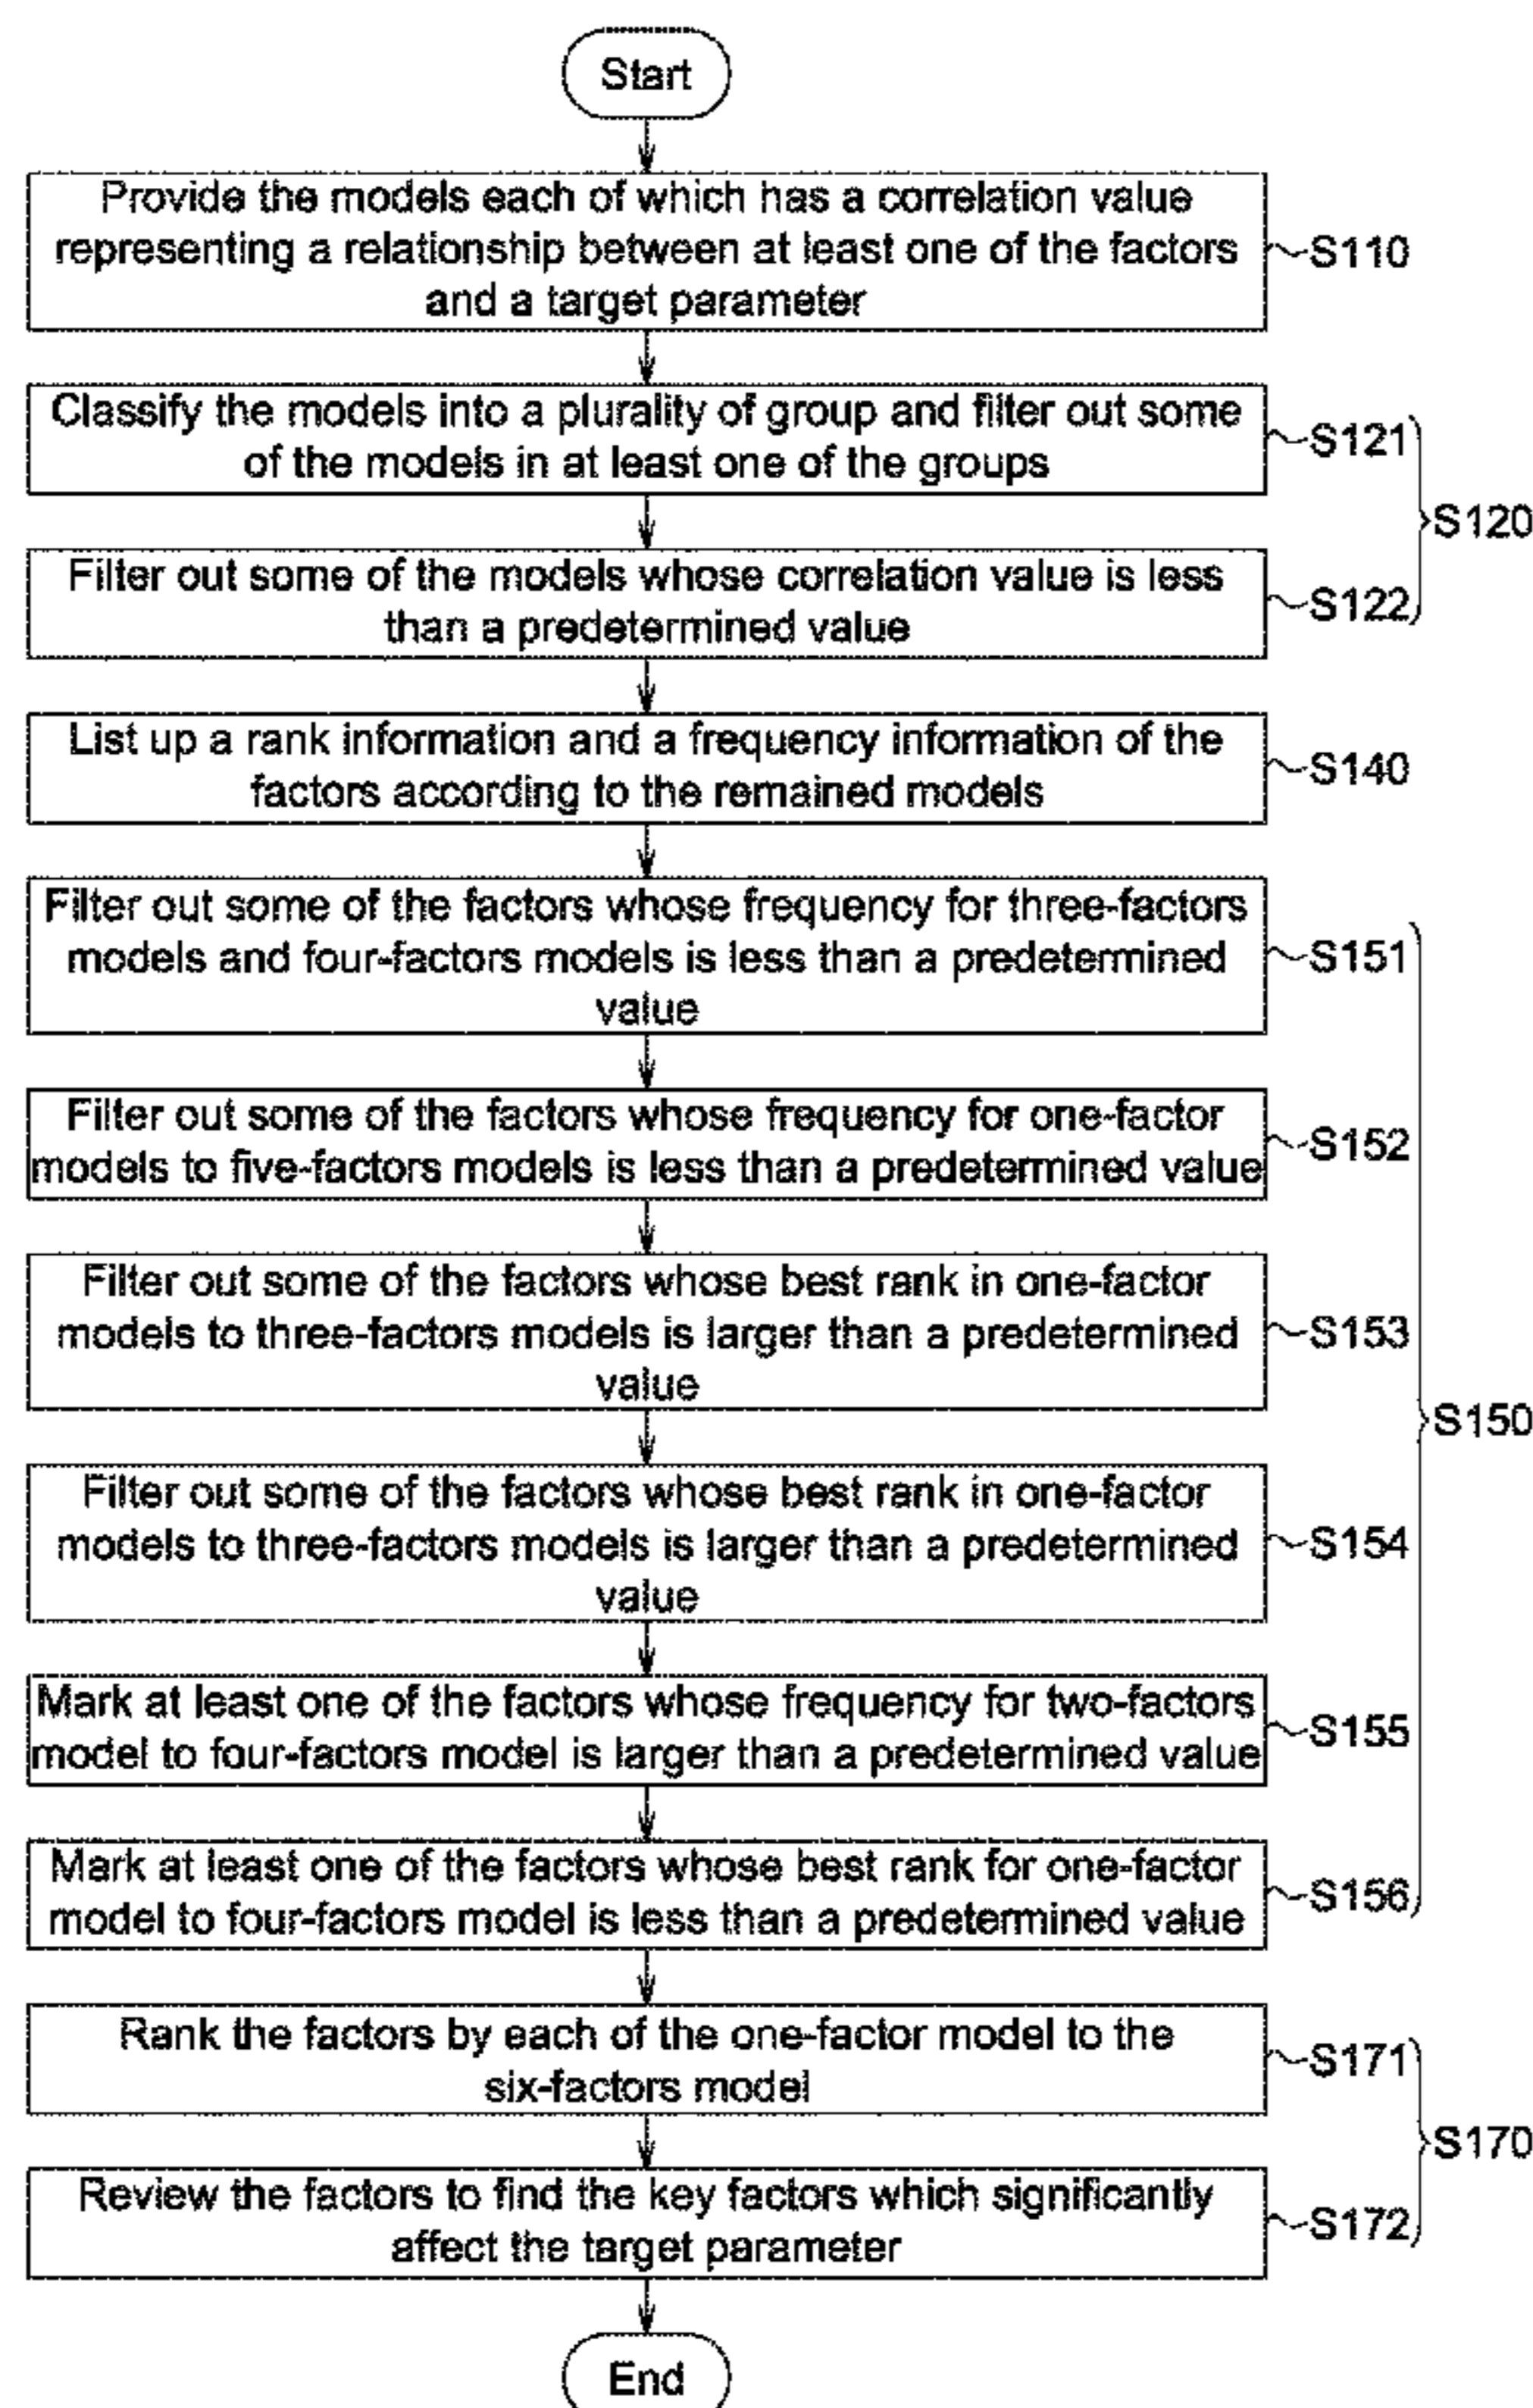 Start
Provide the models each of which has a correlation value
representing a relationship between at least one of the factors
and a target parameter
S110
Classify the models into a plurality of group and filter out some
of the models in at least one of the groups
S121
S120
Filter out some of the models whose correlation value is less
than a predetermined value
S122
List up a rank information and a frequency information of the
factors according to the remained models
S140
Filter out some of the factors whose frequency for three-factors
models and four-factors models is less than a predetermined
value
S151
Filter out some of the factors whose frequency for one-factor
models to five-factors models is less than a predetermined value
S152
Filter out some of the factors whose best rank in one-factor
models to three-factors models is larger than a predetermined
value
S153
S150
Filter out some of the factors whose best rank in one-factor
models to three-factors models is larger than a predetermined
value
S154
Mark at least one of the factors whose frequency for two-factors
model to four-factors model is larger than a predetermined value
S155
Mark at least one of the factors whose best rank for one-factor
model to four-factors model is less than a predetermined value
S156
Rank the factors by each of the one-factor model to the
six-factors model
S171
S170
Review the factors to find the key factors which significantly
affect the target parameter
S172
End